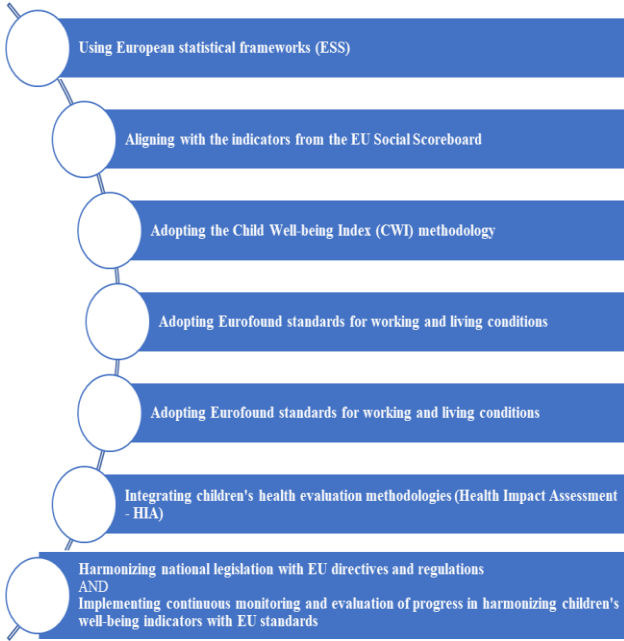 Using European statistical frameworks (ESS)
Aligning with the indicators from the EU Social Scoreboard
Adopting the Child Well-being Index (CWI) methodology
Adopting Eurofound standards for working and living conditions
Adopting Eurofound standards for working and living conditions
Integrating children's health evaluation methodologies (Health Impact Assessment
- HIA)
Harmonizing national legislation with EU directives and regulations
AND
Implementing continuous monitoring and evaluation of progress in harmonizing children's
well-being indicators with EU standards